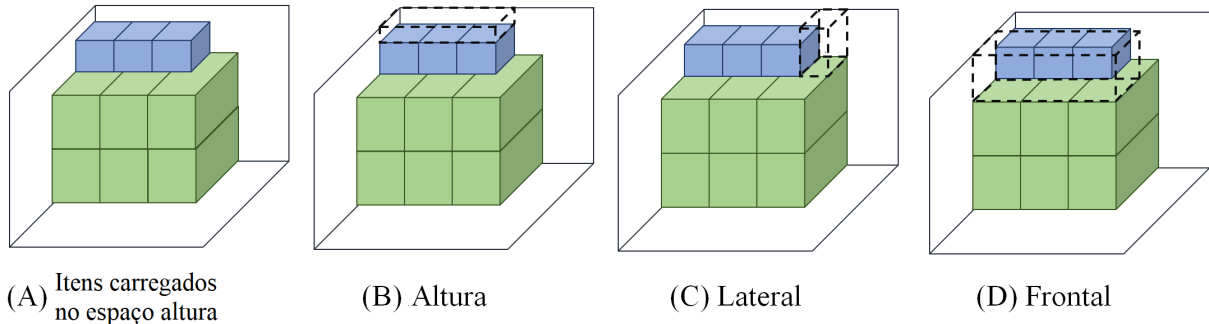 (A) Itens carregados
no espaço altura
(B) Altura
(C) Lateral
(D) Frontal